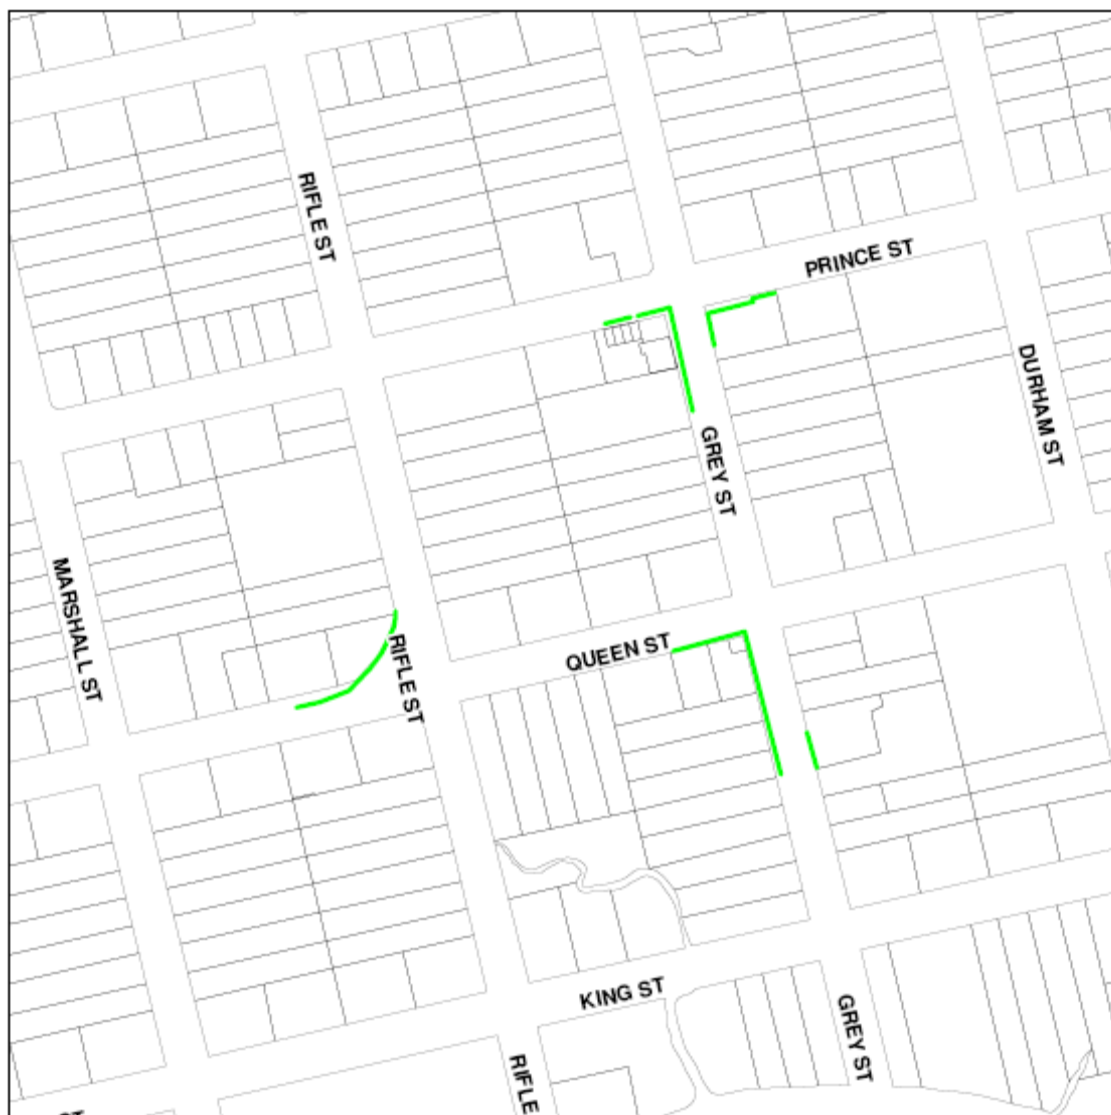 RIFLE ST
PRINCE ST
DURHAM ST
GREY ST
MARSHALL ST
QUEEN ST
RIFLE ST
KING ST
GREY ST
RIFLE
ST